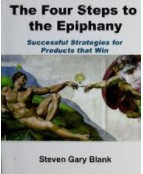 The Four Steps to
the Epiphany
Successful Strategies for
Products that Win
Steven Gary Blank